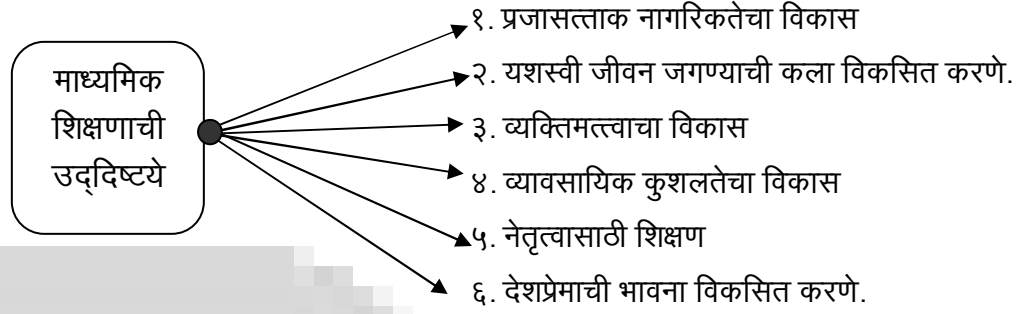 माध्यमिक
शिक्षणाची
उद्‌दिष्टये
१. प्रजासत्ताक नागरिकतेचा विकास
२. यशस्वी जीवन जगण्याची कला विकसित करणे.
३. व्यक्तिमत्त्वाचा विकास
४. व्यावसायिक कुशलतेचा विकास
५. नेतृत्वासाठी शिक्षण
६. देशप्रेमाची भावना विकसित करणे.